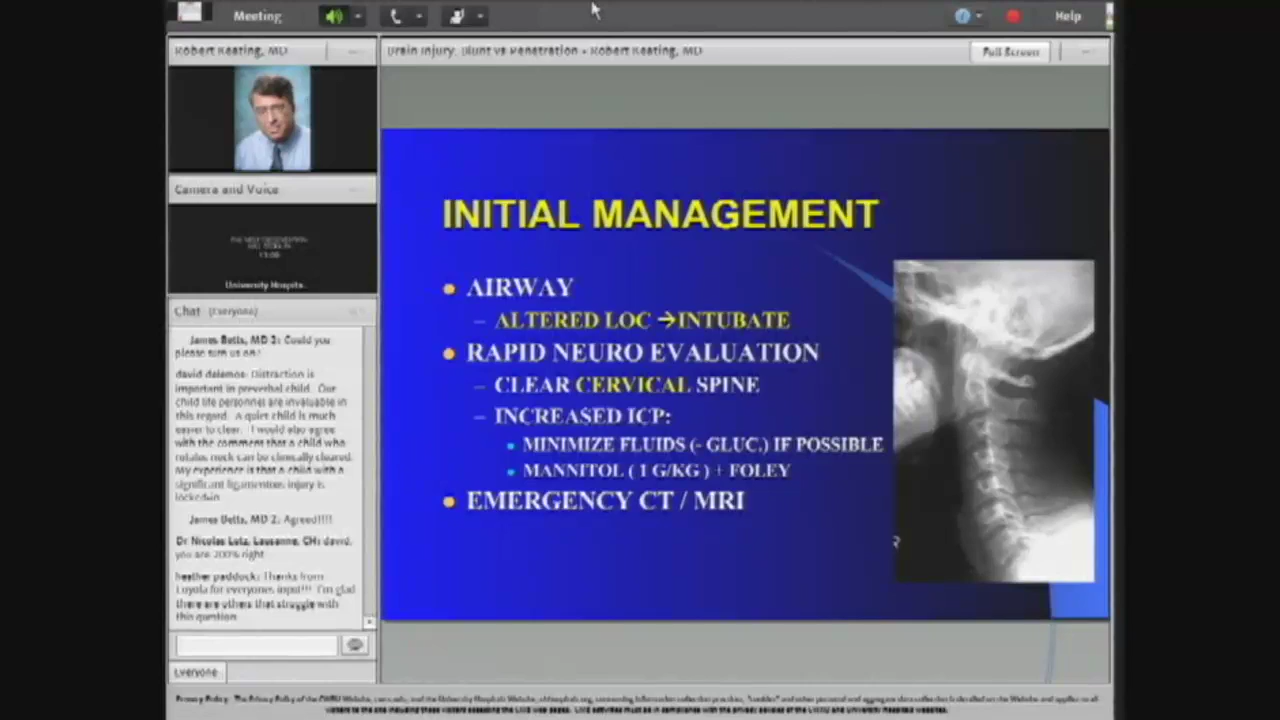 Meeting
Help
Robert Keating, MD
Brain Injury: Blunt vs Penetration - Robert Keating, MD
Full Screen
Camera and Voice
University Hospita.
Chat (Everyone)
James Betts, MD 3: Could you
please turn us on?
david delemos: Distraction is
important in preverbal child. Our
child life personnel are invaluable in
this regard. A quiet child is much
easier to clear. I would also agree
with the comment that a child who
rotates neck can be clinically cleared.
My experience is that a child with a
significant ligamentous injury is
locked in
James Betts, MD 2: Agreed!!!!
Dr Nicolas Lutz, Lausanne, CH: david,
you are 200% right
heather paddock: Thanks from
Loyola for everyones input!!! I'm glad
there are others that struggle with
this question
Everyone
INITIAL MANAGEMENT
• AIRWAY
– ALTERED LOC →INTUBATE
• RAPID NEURO EVALUATION
– CLEAR CERVICAL SPINE
– INCREASED ICP:
• MINIMIZE FLUIDS (- GLUC.) IF POSSIBLE
• MANNITOL ( 1 G/KG ) + FOLEY
• EMERGENCY CT / MRI
R